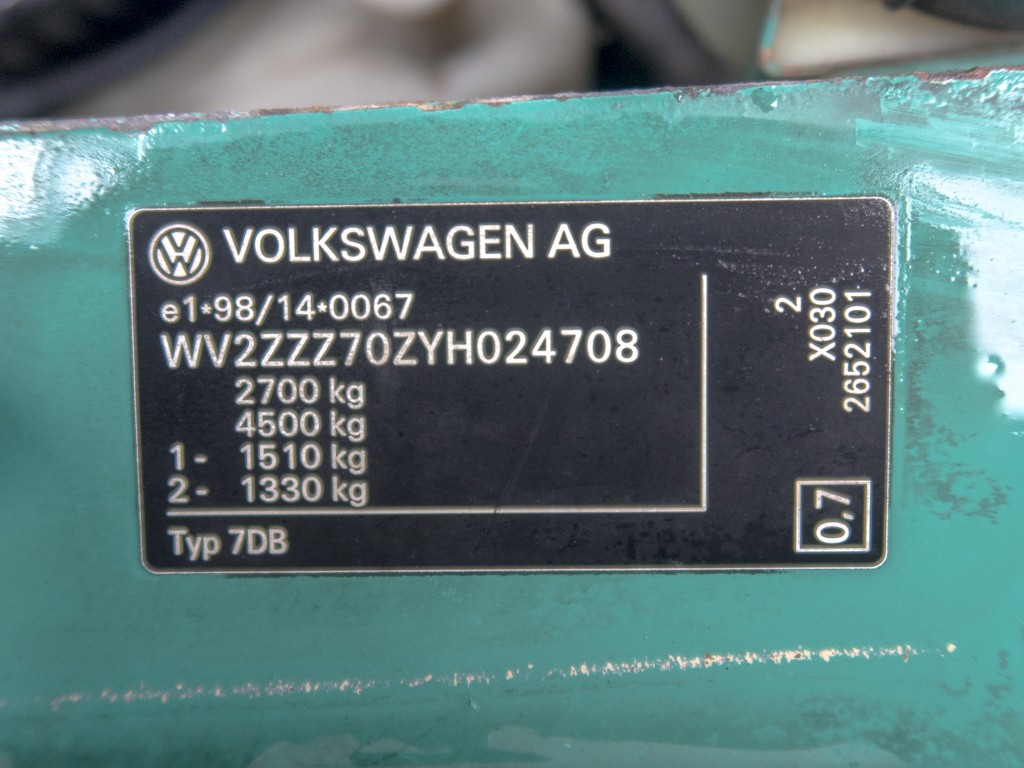 VOLKSWAGEN AG
e1*98/14*0067
WV2ZZZ70ZYH024708
2700 kg
4500 kg
1- 1510 kg
2- 1330 kg
Typ 7DB
2
X030
2652101
0,7